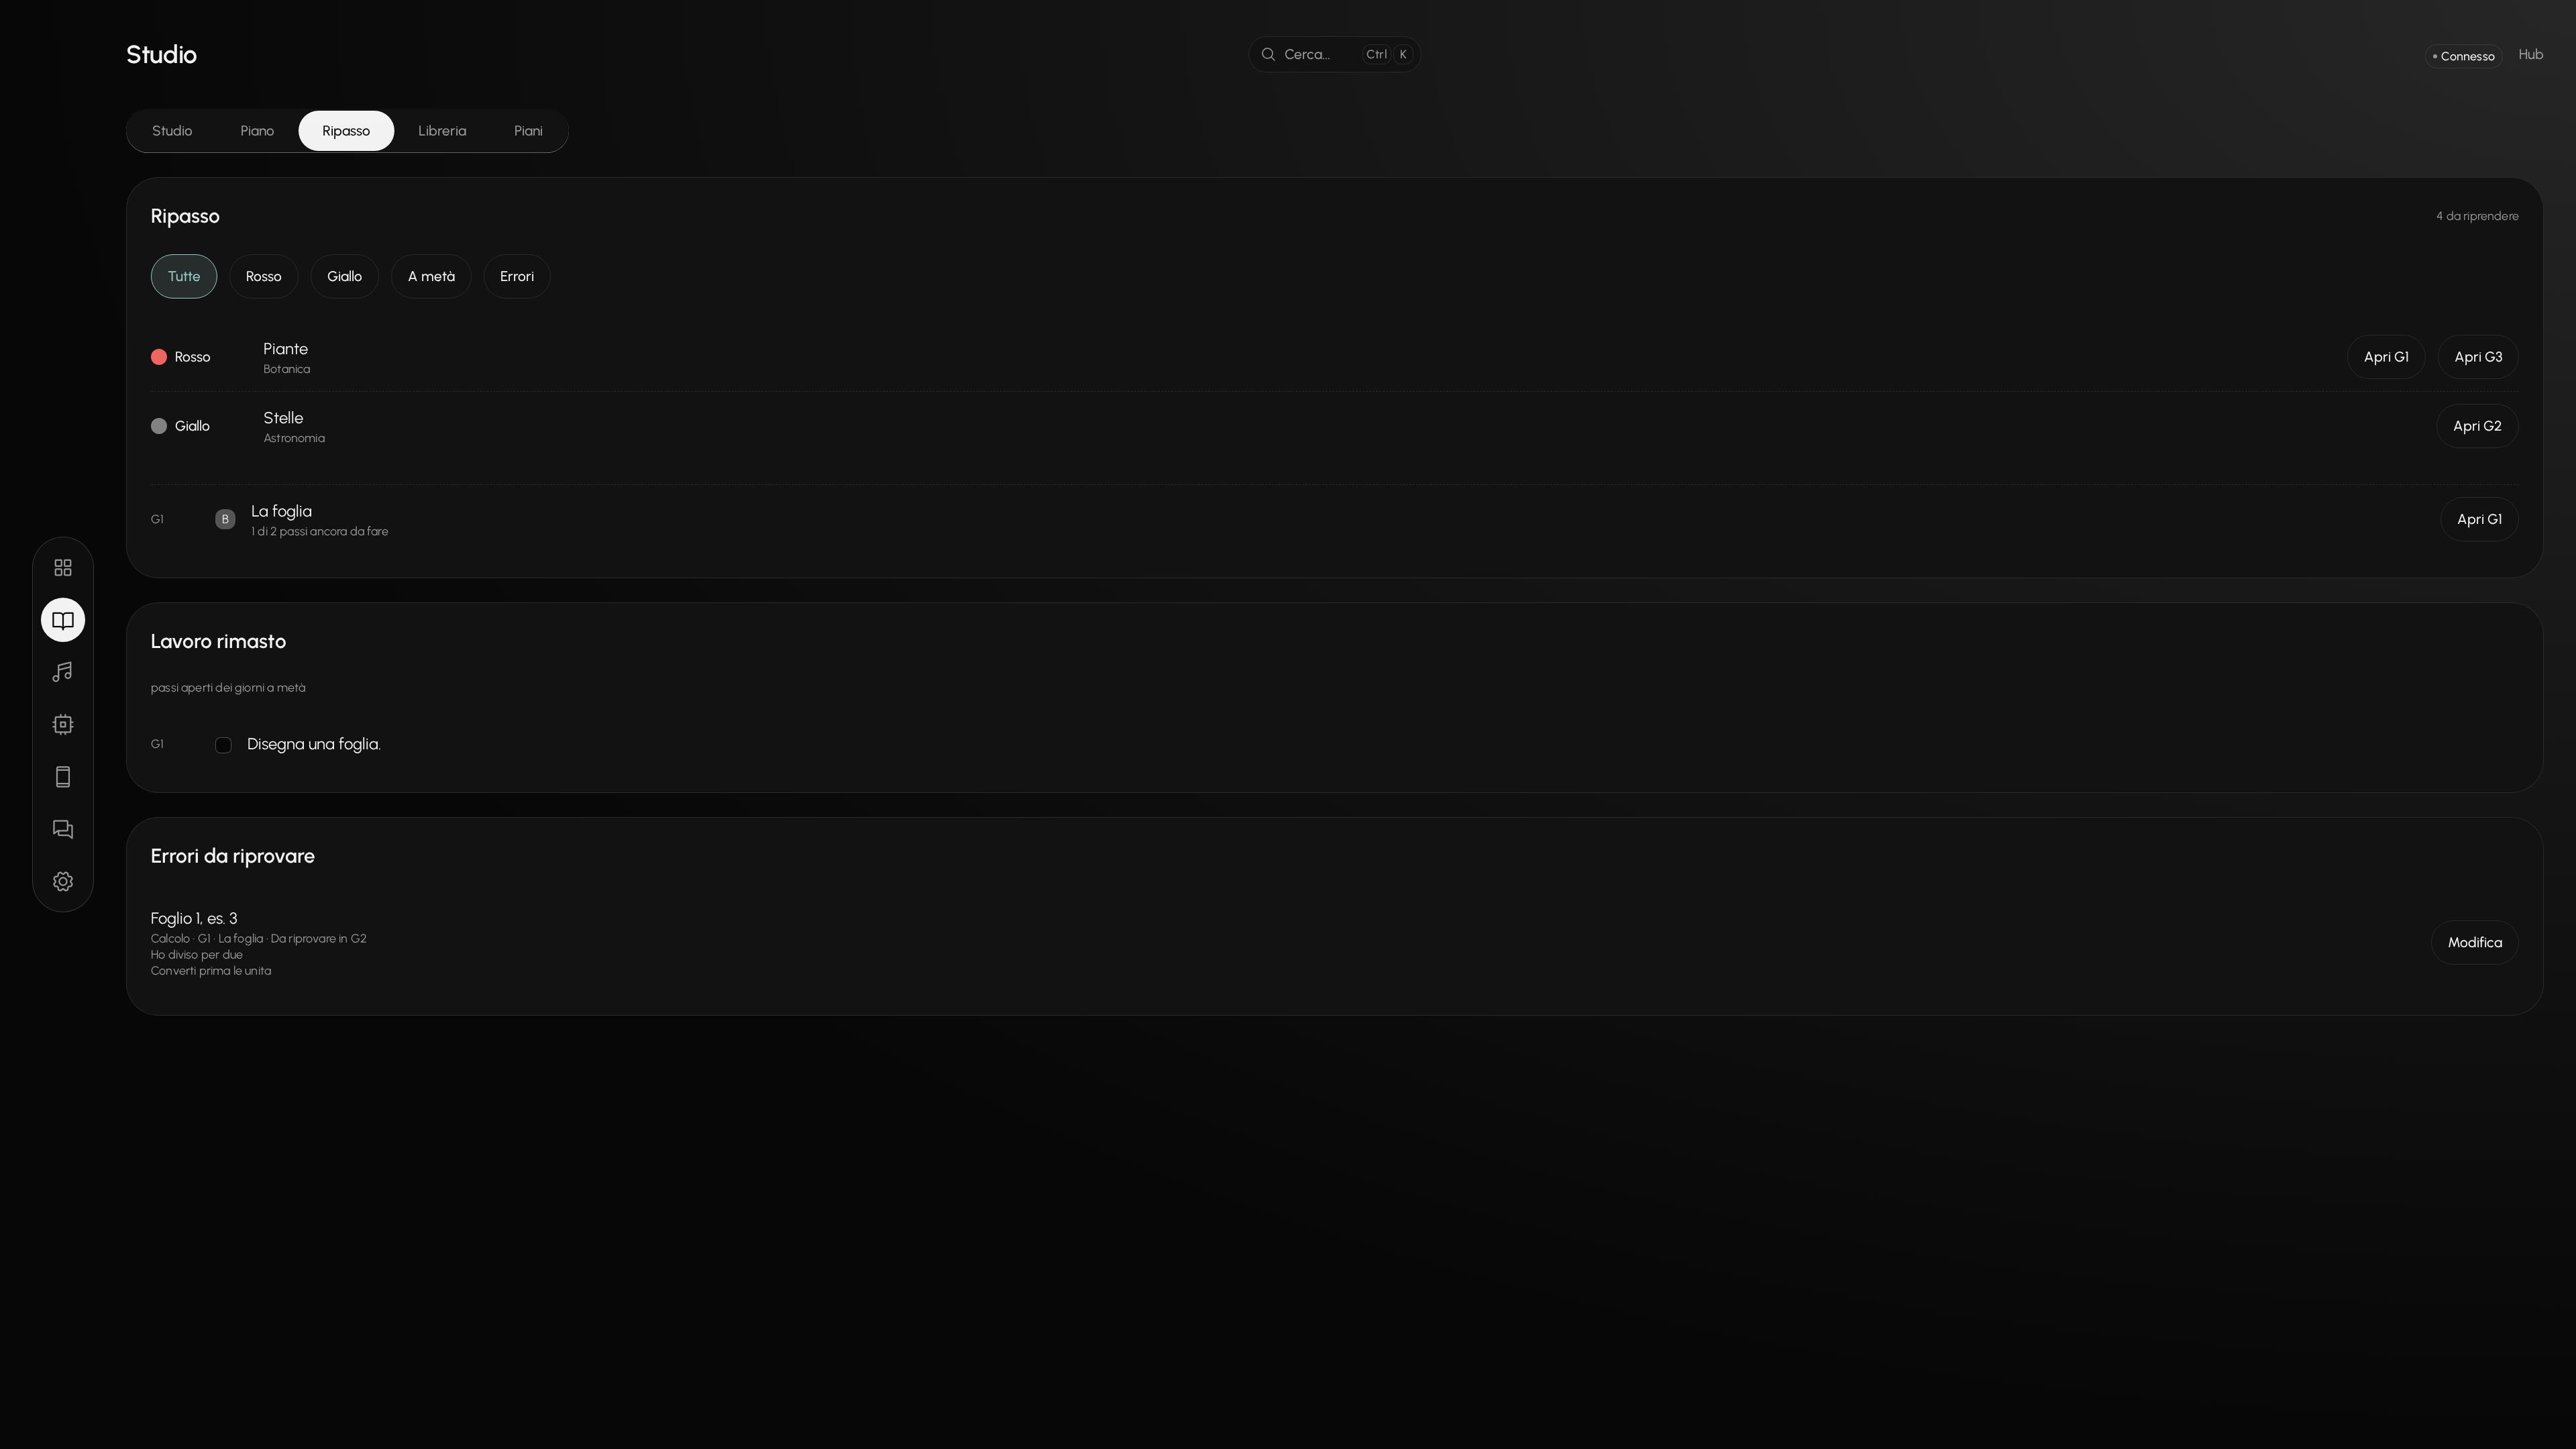 Studio
Cerca...
Ctrl K
Connesso
Hub
Studio
Piano
Ripasso
Libreria
Piani
Ripasso
4 da riprendere
Tutte
Rosso
Giallo
A metà
Errori
Rosso
Piante
Botanica
Apri G1
Apri G3
Giallo
Stelle
Astronomia
Apri G2
G1
B
La foglia
1 di 2 passi ancora da fare
Apri G1
Lavoro rimasto
passi aperti dei giorni a metà
G1
Disegna una foglia.
Errori da riprovare
Foglio 1, es. 3
Calcolo · G1 · La foglia · Da riprovare in G2
Ho diviso per due
Converti prima le unita
Modifica